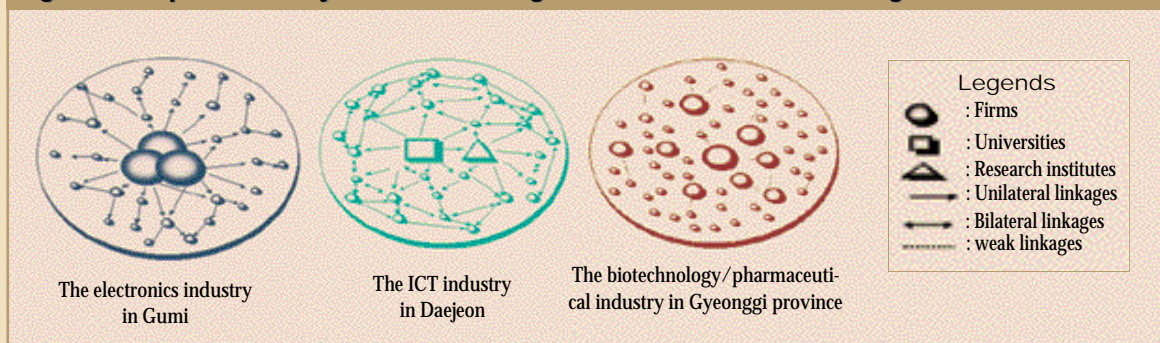 The electronics industry
in Gumi
The ICT industry
in Daejeon
The biotechnology/pharmaceuti-
cal industry in Gyeonggi province
Legends
: Firms
: Universities
: Research institutes
: Unilateral linkages
: Bilateral linkages
: weak linkages